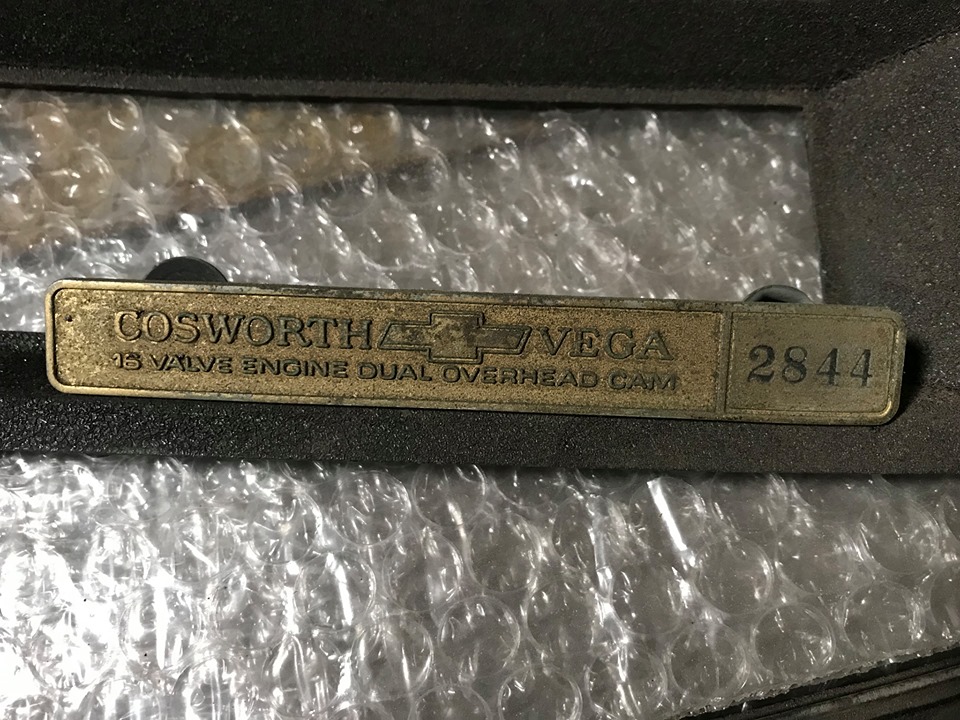 COSWORTH VEGA
16 VALVE ENGINE DUAL OVERHEAD CAM
2844